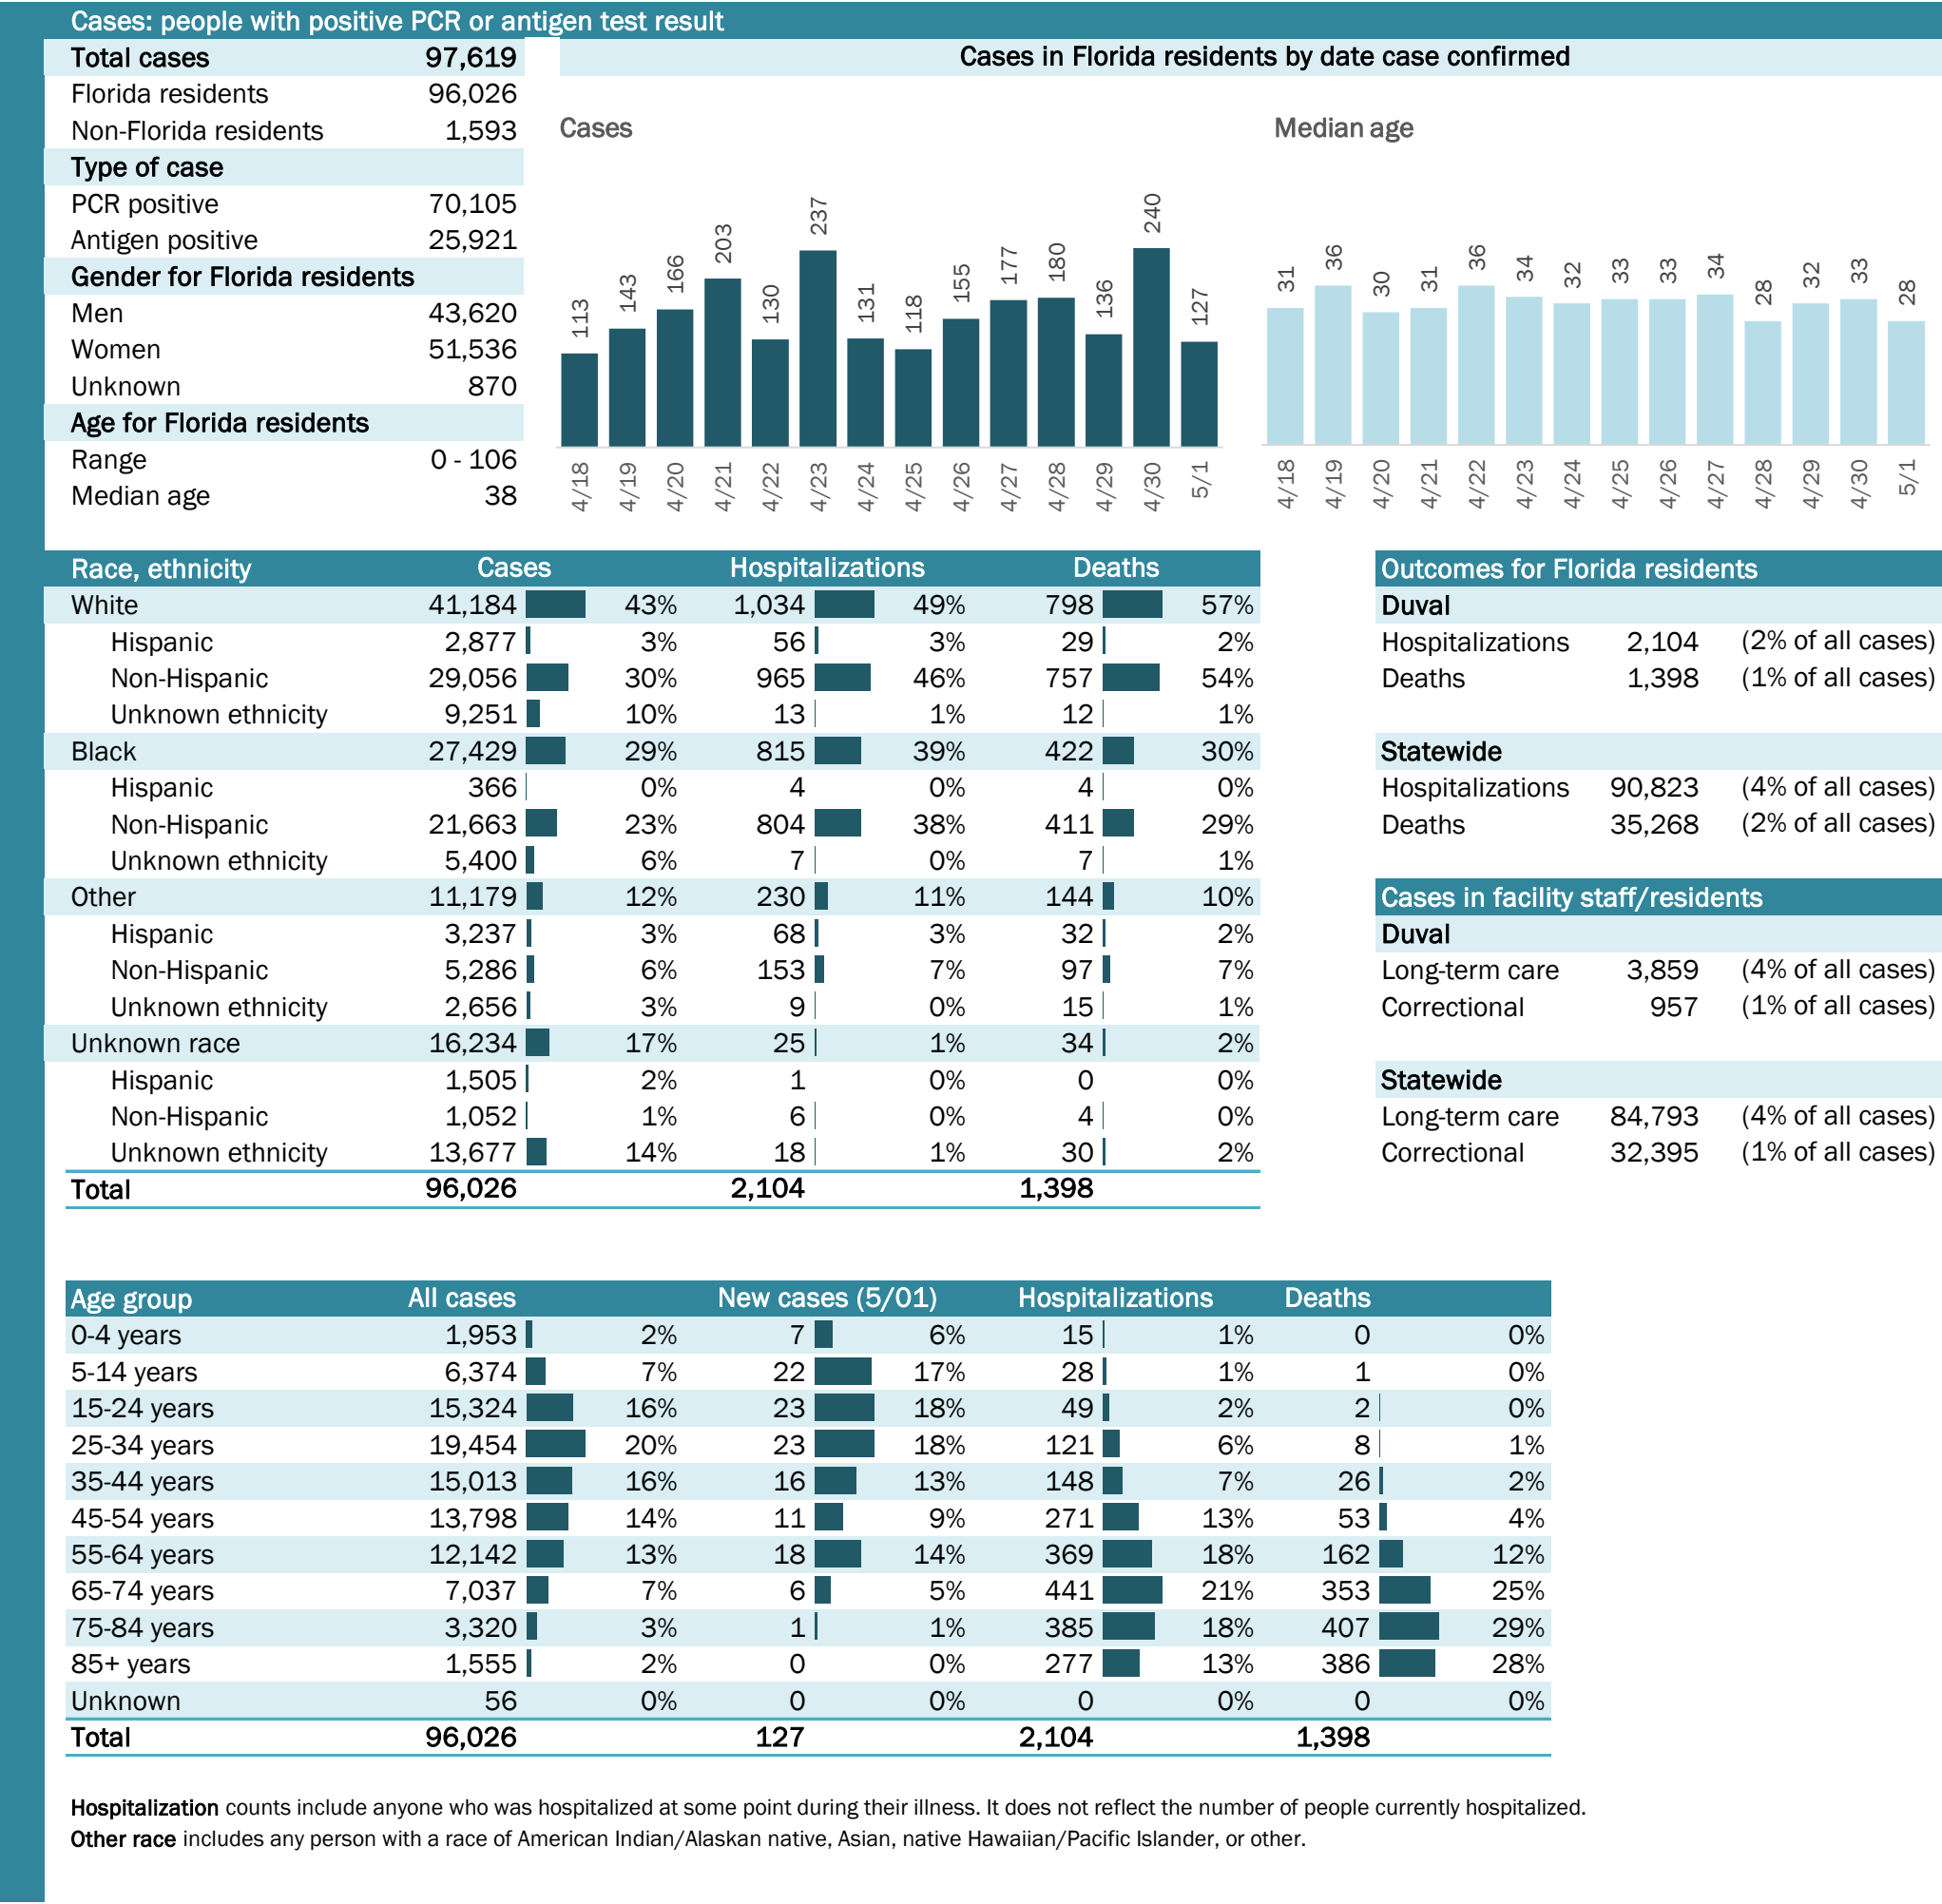 Cases: people with positive PCR or antigen test result
Total cases 97,619
Florida residents 96,026
Non-Florida residents 1,593
Type of case
PCR positive 70,105
Antigen positive 25,921
Gender for Florida residents
Men 43,620
Women 51,536
Unknown 870
Age for Florida residents
Range 0 - 106
Median age 38
Cases in Florida residents by date case confirmed
Cases
113 143 166 203 130 237 131 118 155 177 180 136 240 127
4/18 4/19 4/20 4/21 4/22 4/23 4/24 4/25 4/26 4/27 4/28 4/29 4/30 5/1
Median age
31 36 30 31 36 34 32 33 33 34 28 32 33 28
4/18 4/19 4/20 4/21 4/22 4/23 4/24 4/25 4/26 4/27 4/28 4/29 4/30 5/1
Race, ethnicity Cases Hospitalizations Deaths
White 41,184 43% 1,034 49% 798 57%
Hispanic 2,877 3% 56 3% 29 2%
Non-Hispanic 29,056 30% 965 46% 757 54%
Unknown ethnicity 9,251 10% 13 1% 12 1%
Black 27,429 29% 815 39% 422 30%
Hispanic 366 0% 4 0% 4 0%
Non-Hispanic 21,663 23% 804 38% 411 29%
Unknown ethnicity 5,400 6% 7 0% 7 1%
Other 11,179 12% 230 11% 144 10%
Hispanic 3,237 3% 68 3% 32 2%
Non-Hispanic 5,286 6% 153 7% 97 7%
Unknown ethnicity 2,656 3% 9 0% 15 1%
Unknown race 16,234 17% 25 1% 34 2%
Hispanic 1,505 2% 1 0% 0 0%
Non-Hispanic 1,052 1% 6 0% 4 0%
Unknown ethnicity 13,677 14% 18 1% 30 2%
Total 96,026 2,104 1,398
Outcomes for Florida residents
Duval
Hospitalizations 2,104 (2% of all cases)
Deaths 1,398 (1% of all cases)
Statewide
Hospitalizations 90,823 (4% of all cases)
Deaths 35,268 (2% of all cases)
Cases in facility staff/residents
Duval
Long-term care 3,859 (4% of all cases)
Correctional 957 (1% of all cases)
Statewide
Long-term care 84,793 (4% of all cases)
Correctional 32,395 (1% of all cases)
Age group All cases New cases (5/01) Hospitalizations Deaths
0-4 years 1,953 2% 7 6% 15 1% 0 0%
5-14 years 6,374 7% 22 17% 28 1% 1 0%
15-24 years 15,324 16% 23 18% 49 2% 2 0%
25-34 years 19,454 20% 23 18% 121 6% 8 1%
35-44 years 15,013 16% 16 13% 148 7% 26 2%
45-54 years 13,798 14% 11 9% 271 13% 53 4%
55-64 years 12,142 13% 18 14% 369 18% 162 12%
65-74 years 7,037 7% 6 5% 441 21% 353 25%
75-84 years 3,320 3% 1 1% 385 18% 407 29%
85+ years 1,555 2% 0 0% 277 13% 386 28%
Unknown 56 0% 0 0% 0 0% 0 0%
Total 96,026 127 2,104 1,398
Hospitalization counts include anyone who was hospitalized at some point during their illness. It does not reflect the number of people currently hospitalized.
Other race includes any person with a race of American Indian/Alaskan native, Asian, native Hawaiian/Pacific Islander, or other.